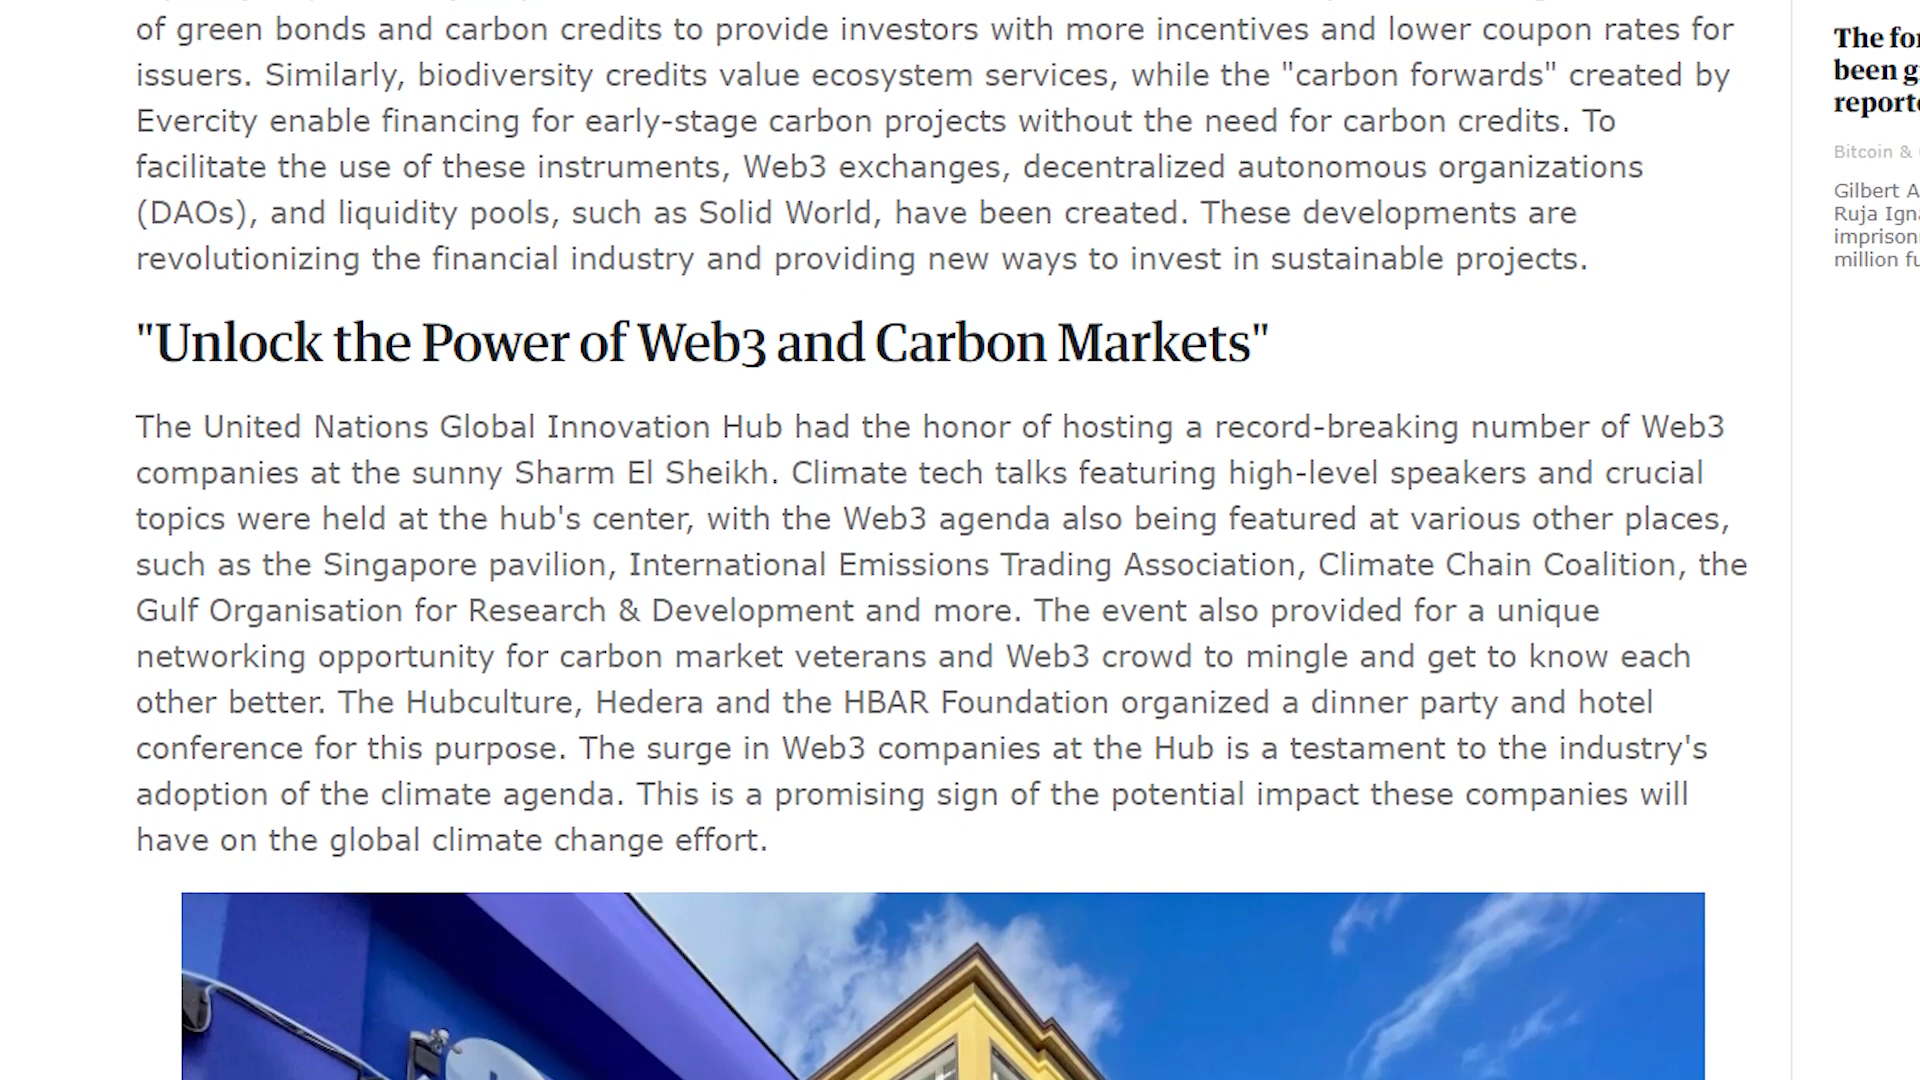 of green bonds and carbon credits to provide investors with more incentives and lower coupon rates for
issuers. Similarly, biodiversity credits value ecosystem services, while the "carbon forwards" created by
Evercity enable financing for early-stage carbon projects without the need for carbon credits. To
facilitate the use of these instruments, Web3 exchanges, decentralized autonomous organizations
(DAOs), and liquidity pools, such as Solid World, have been created. These developments are
revolutionizing the financial industry and providing new ways to invest in sustainable projects.
"Unlock the Power of Web3 and Carbon Markets"
The United Nations Global Innovation Hub had the honor of hosting a record-breaking number of Web3
companies at the sunny Sharm El Sheikh. Climate tech talks featuring high-level speakers and crucial
topics were held at the hub's center, with the Web3 agenda also being featured at various other places,
such as the Singapore pavilion, International Emissions Trading Association, Climate Chain Coalition, the
Gulf Organisation for Research & Development and more. The event also provided for a unique
networking opportunity for carbon market veterans and Web3 crowd to mingle and get to know each
other better. The Hubculture, Hedera and the HBAR Foundation organized a dinner party and hotel
conference for this purpose. The surge in Web3 companies at the Hub is a testament to the industry's
adoption of the climate agenda. This is a promising sign of the potential impact these companies will
have on the global climate change effort.
The
been
Bitcoin &
Gilbert
Ruja
million